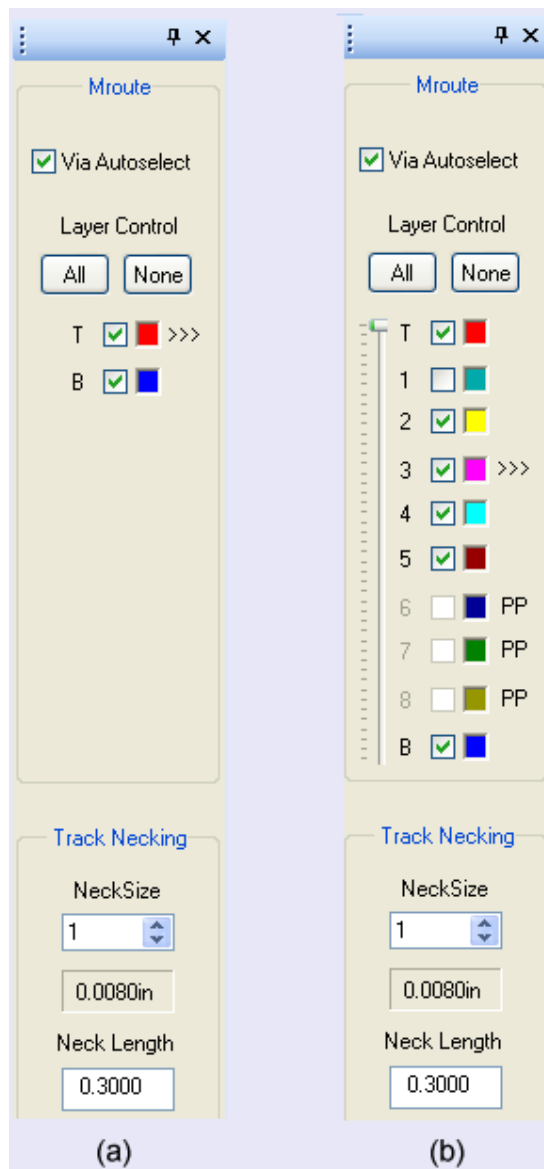 Mroute
Via Autoselect
Layer Control
All None
T >>>
B
Track Necking
NeckSize
1
0.0080in
Neck Length
0.3000
(a)
Mroute
Via Autoselect
Layer Control
All None
T
1
2
3 >>>
4
5
6 PP
7 PP
8 PP
B
Track Necking
NeckSize
1
0.0080in
Neck Length
0.3000
(b)